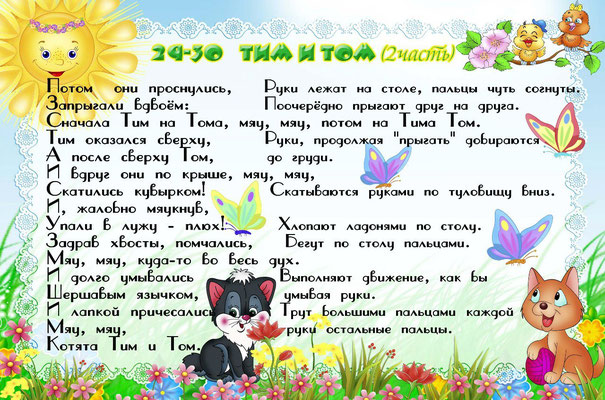 24-30 ТИМ И ТОМ (2часть)
Потом они проснулись, Руки лежат на столе, пальцы чуть согнуты.
Запрыгали вдвоём: Поочерёдно прыгают друг на друга.
Сначала Тим на Тома, мяу, мяу, потом на Тима Том.
Тим оказался сверху, Руки, продолжая "прыгать" добираются
А после сверху Том, до груди.
И вдруг они по крыше, мяу, мяу,
Скатились кувырком! Скатываются руками по туловищу вниз.
И, жалобно мяукнув,
Упали в лужу - плюх! Хлопают ладонями по столу.
Задрав хвосты, помчались, Бегут по столу пальцами.
Мяу, мяу, куда-то во весь дух.
И долго умывались Выполняют движение, как бы
Шершавым язычком, умывая руки.
И лапкой причесались Трут большими пальцами каждой
Мяу, мяу, руки остальные пальцы.
Котята Тим и Том.